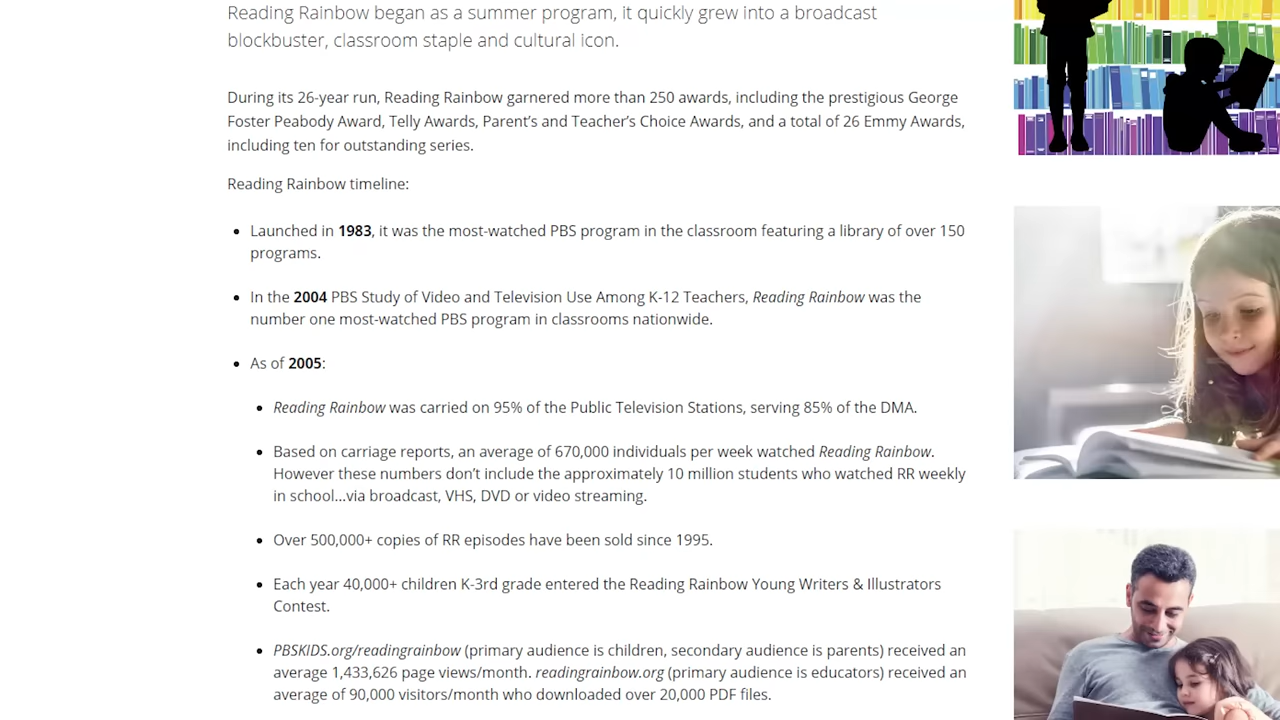 Reading Rainbow began as a summer program, it quickly grew into a broadcast
blockbuster, classroom staple and cultural icon.
During its 26-year run, Reading Rainbow garnered more than 250 awards, including the prestigious George
Foster Peabody Award, Telly Awards, Parent's and Teacher's Choice Awards, and a total of 26 Emmy Awards,
including ten for outstanding series.
Reading Rainbow timeline:
Launched in 1983, it was the most-watched PBS program in the classroom featuring a library of over 150
programs.
In the 2004 PBS Study of Video and Television Use Among K-12 Teachers, Reading Rainbow was the
number one most-watched PBS program in classrooms nationwide.
As of 2005:
Reading Rainbow was carried on 95% of the Public Television Stations, serving 85% of the DMA.
Based on carriage reports, an average of 670,000 individuals per week watched Reading Rainbow.
However these numbers don't include the approximately 10 million students who watched RR weekly
in school...via broadcast, VHS, DVD or video streaming.
Over 500,000+ copies of RR episodes have been sold since 1995.
Each year 40,000+ children K-3rd grade entered the Reading Rainbow Young Writers & Illustrators
Contest.
PBSKIDS.org/readingrainbow (primary audience is children, secondary audience is parents) received an
average 1,433,626 page views/month. readingrainbow.org (primary audience is educators) received an
average of 90,000 visitors/month who downloaded over 20,000 PDF files.